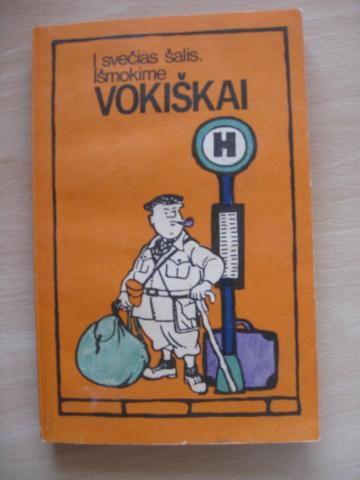 Į svečias šalis.
Išmokime
VOKIŠKAI
H